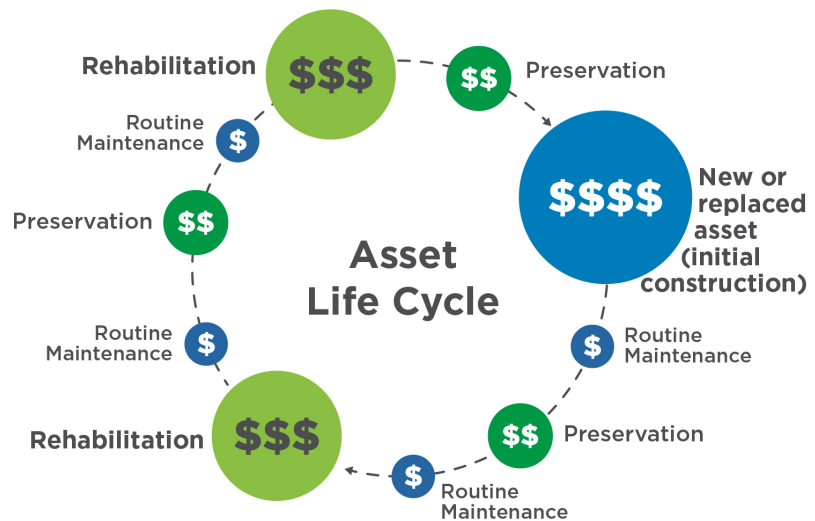 Rehabilitation
$$$
$$
Preservation
Routine
Maintenance
$
$$$$
New or
replaced
asset
(initial
construction)
Preservation
$$
Asset
Life Cycle
Routine
Maintenance
$
$
Routine
Maintenance
Rehabilitation
$$$
$$
Preservation
$
Routine
Maintenance